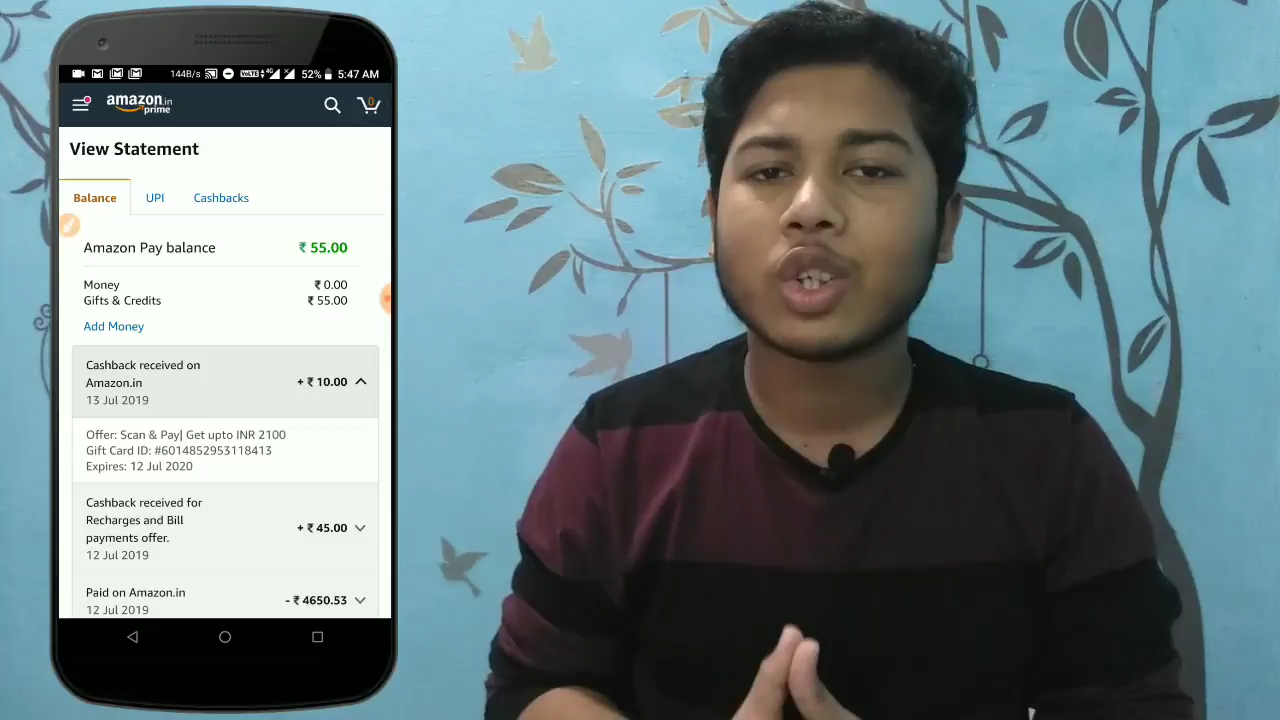 144B/s VoLTE 4G 52% 5:47 AM
amazon.in
prime
0
View Statement
Balance UPI Cashbacks
Amazon Pay balance ₹ 55.00
Money ₹ 0.00
Gifts & Credits ₹ 55.00
Add Money
Cashback received on
Amazon.in + ₹ 10.00
13 Jul 2019
Offer: Scan & Pay| Get upto INR 2100
Gift Card ID: #6014852953118413
Expires: 12 Jul 2020
Cashback received for
Recharges and Bill + ₹ 45.00
payments offer.
12 Jul 2019
Paid on Amazon.in - ₹ 4650.53
12 Jul 2019